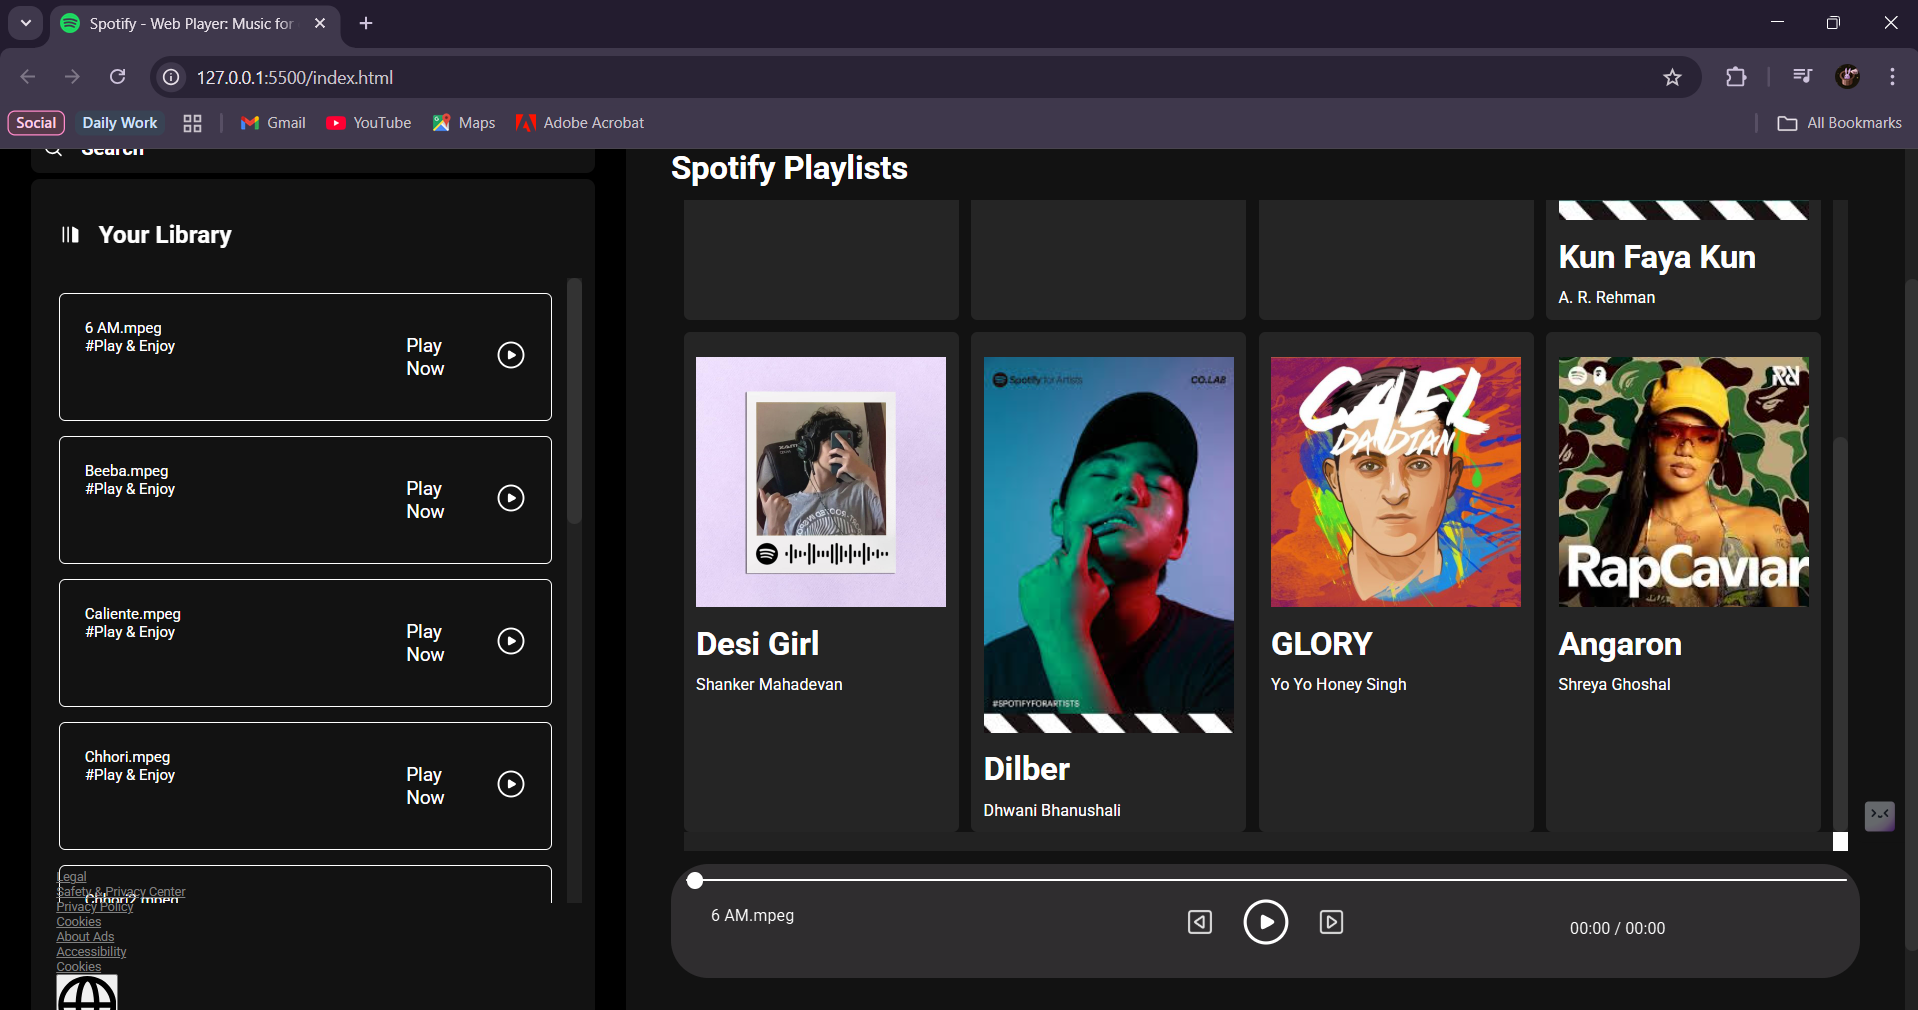 Spotify - Web Player: Music for
127.0.0.1:5500/index.html
Social
Daily Work
Gmail
YouTube
Maps
Adobe Acrobat
All Bookmarks
Search
Your Library
6 AM.mpeg
#Play & Enjoy
Play
Now
Beeba.mpeg
#Play & Enjoy
Play
Now
Caliente.mpeg
#Play & Enjoy
Play
Now
Chhori.mpeg
#Play & Enjoy
Play
Now
Chhori2.mpeg
Legal
Safety & Privacy Center
Privacy Policy
Cookies
About Ads
Accessibility
Cookies
Spotify Playlists
Kun Faya Kun
A. R. Rehman
Desi Girl
Shanker Mahadevan
Spotify for Artists
CO.LAB
#SPOTIFYFORARTISTS
Dilber
Dhwani Bhanushali
CAEL
DA DIAN
GLORY
Yo Yo Honey Singh
RapCaviar
Angaron
Shreya Ghoshal
6 AM.mpeg
00:00 / 00:00